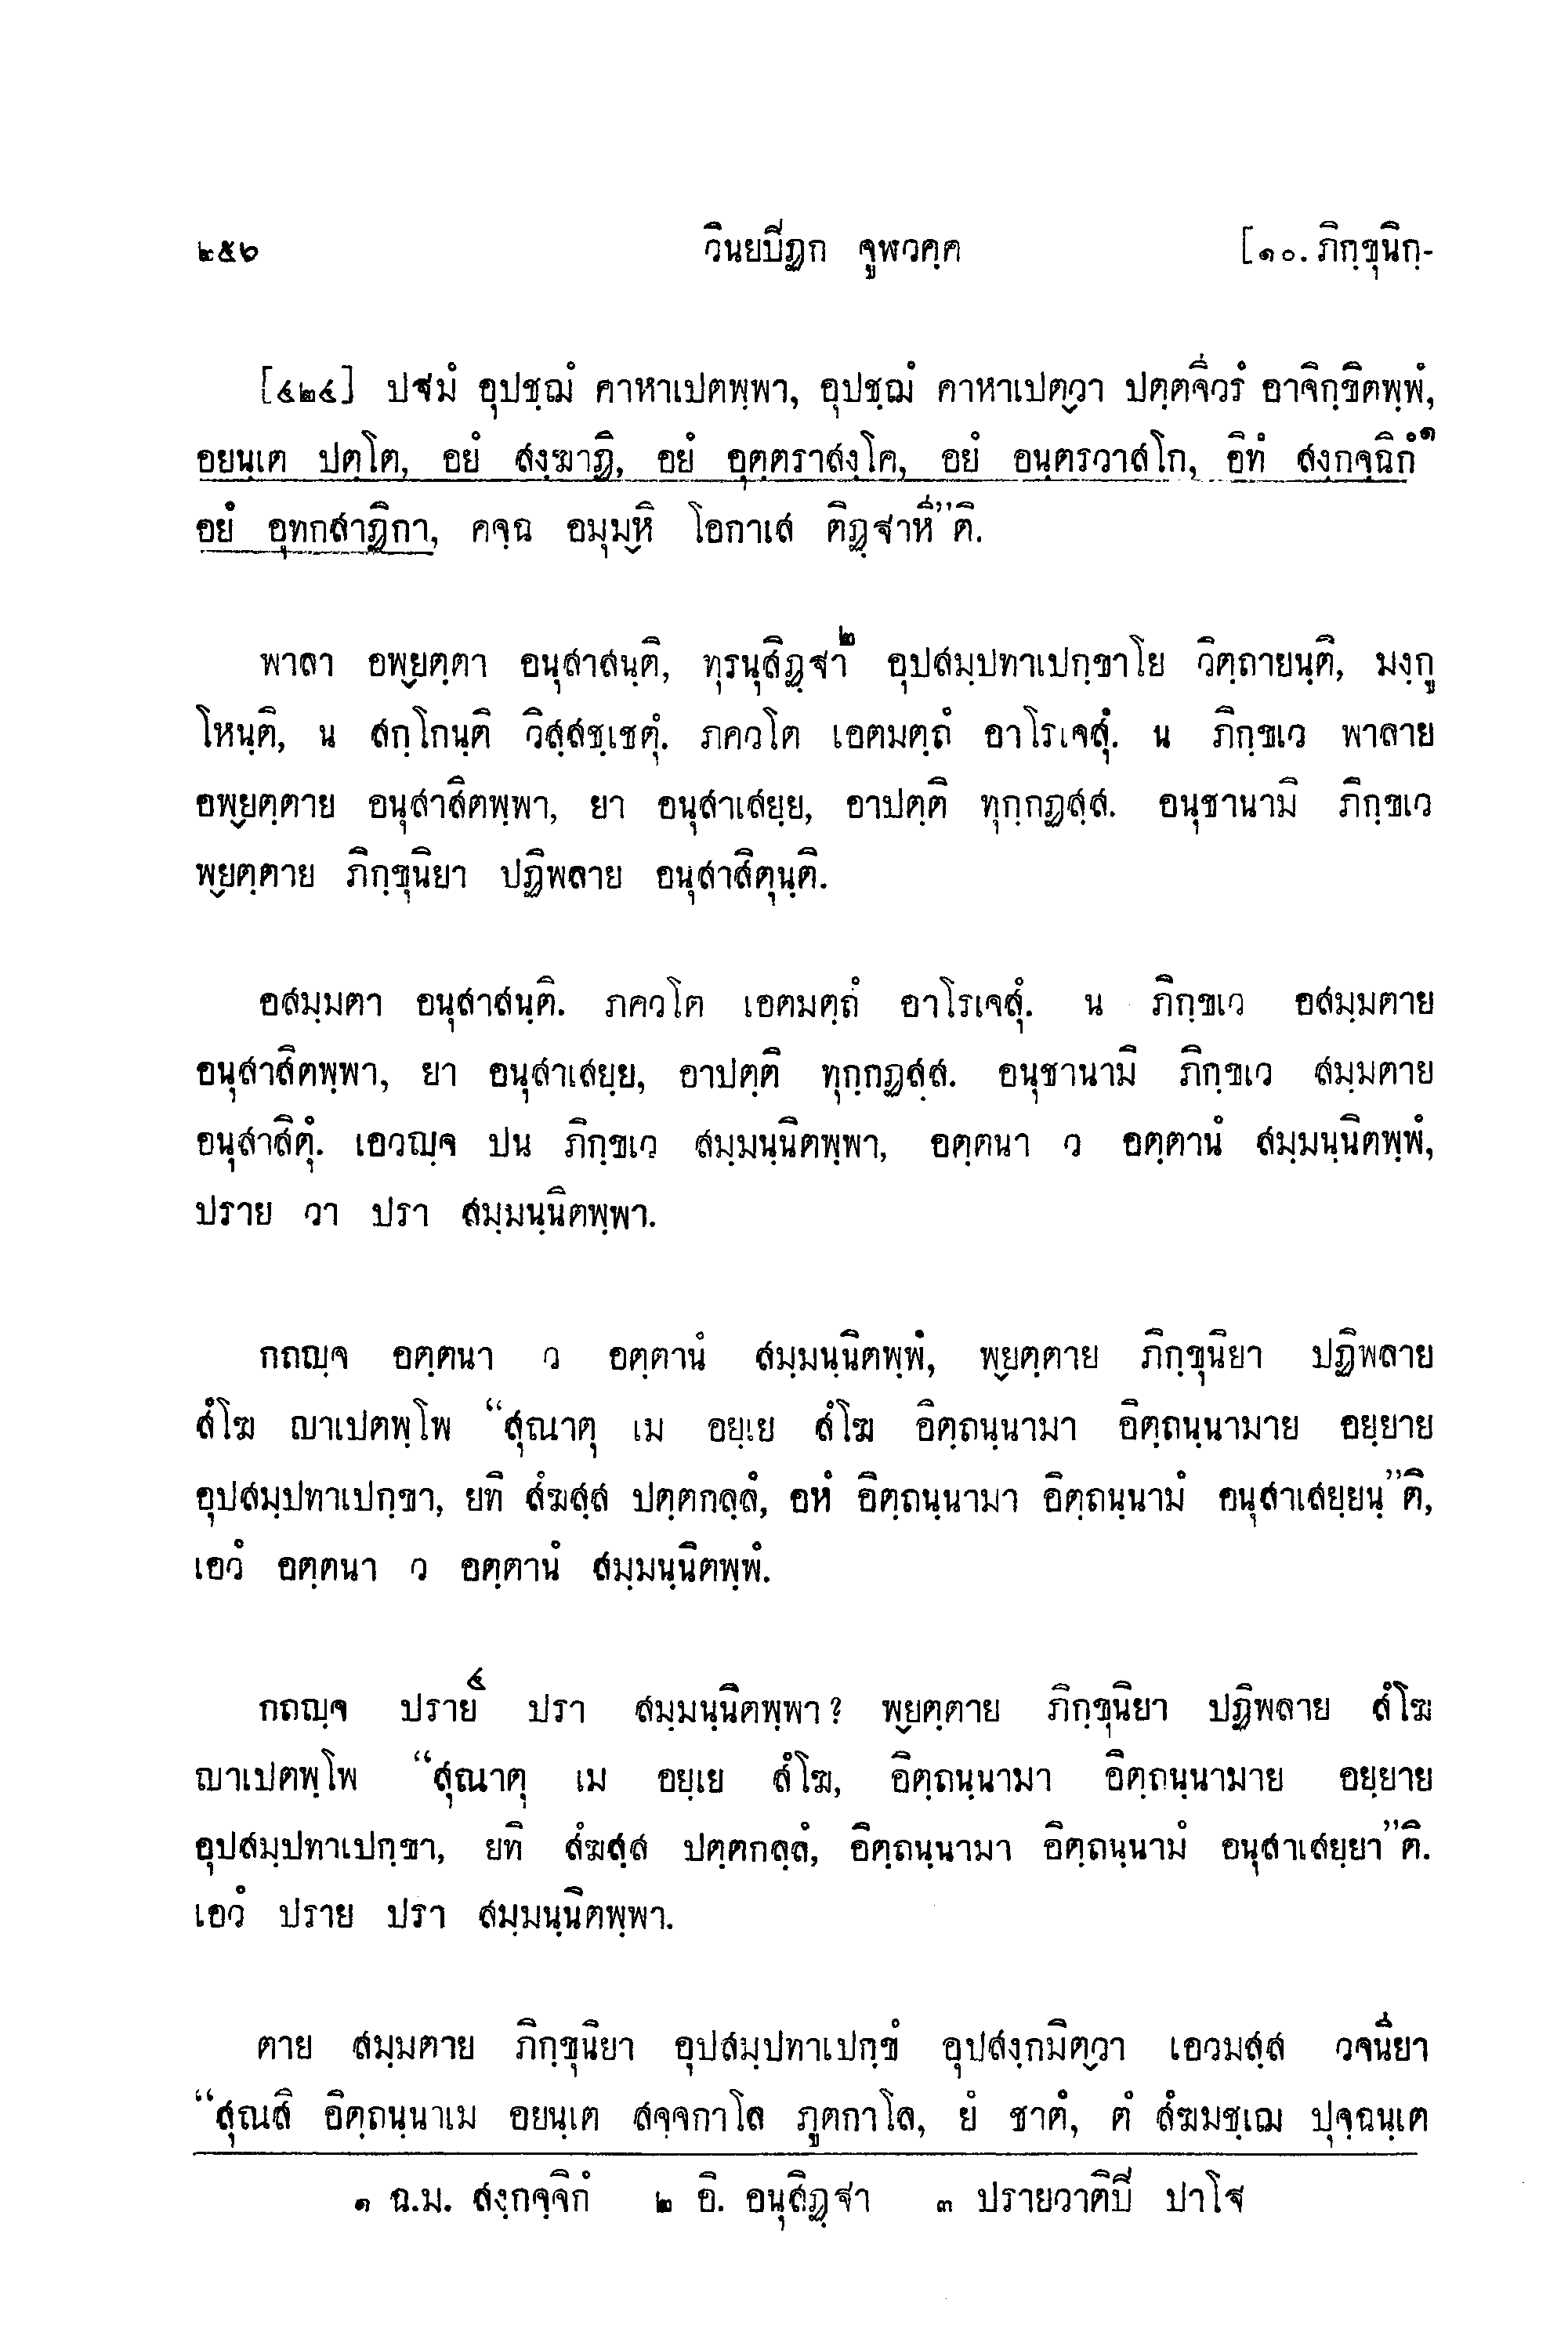 ๒๕๖ วินยปิฏก จูฬวคฺค [๑๐. ภิกฺขุนิกฺ-
[๔๒๔] ปฐมํ อุปชฺฌํ คาหาเปตพฺพา, อุปชฺฌํ คาหาเปตฺวา ปตฺตจีวรํ อาจิกฺขิตพฺพํ,
อยนฺเต ปตฺโต, อยํ สงฺฆาฏิ, อยํ อุตฺตราสงฺโค, อยํ อนฺตรวาสโก, อิทํ สงฺกจฺฉิกํ๑
อยํ อุทกสาฏิกา, คจฺฉ อมุมฺหิ โอกาเส ติฏฺฐาหี”ติ.
พาลา อพฺยตฺตา อนุสาสนฺติ, ทุรนุสิฏฺฐา๒ อุปสมฺปทาเปกฺขาโย วิตฺถายนฺติ, มงฺกู
โหนฺติ, น สกฺโกนฺติ วิสฺสชฺเชตุํ. ภควโต เอตมตฺถํ อาโรเจสุํ. น ภิกฺขเว พาลาย
อพฺยตฺตาย อนุสาสิตพฺพา, ยา อนุสาเสยฺย, อาปตฺติ ทุกฺกฏสฺส. อนุชานามิ ภิกฺขเว
พฺยตฺตาย ภิกฺขุนิยา ปฏิพลาย อนุสาสิตุนฺติ.
อสมฺมตา อนุสาสนฺติ. ภควโต เอตมตฺถํ อาโรเจสุํ. น ภิกฺขเว อสมฺมตาย
อนุสาสิตพฺพา, ยา อนุสาเสยฺย, อาปตฺติ ทุกฺกฏสฺส. อนุชานามิ ภิกฺขเว สมฺมตาย
อนุสาสิตุํ. เอวญฺจ ปน ภิกฺขเว สมฺมนฺนิตพฺพา, อตฺตนา ว อตฺตานํ สมฺมนฺนิตพฺพํ,
ปราย วา ปรา สมฺมนฺนิตพฺพา.
กถญฺจ อตฺตนา ว อตฺตานํ สมฺมนฺนิตพฺพํ, พฺยตฺตาย ภิกฺขุนิยา ปฏิพลาย
สํโฆ ญาเปตพฺโพ “สุณาตุ เม อยฺเย สํโฆ อิตฺถนฺนามา อิตฺถนฺนามาย อยฺยาย
อุปสมฺปทาเปกฺขา, ยทิ สํฆสฺส ปตฺตกลฺลํ, อหํ อิตฺถนฺนามา อิตฺถนฺนามํ อนุสาเสยฺยนฺ”ติ,
เอวํ อตฺตนา ว อตฺตานํ สมฺมนฺนิตพฺพํ.
กถญฺจ ปราย๕ ปรา สมฺมนฺนิตพฺพา? พฺยตฺตาย ภิกฺขุนิยา ปฏิพลาย สํโฆ
ญาเปตพฺโพ “สุณาตุ เม อยฺเย สํโฆ, อิตฺถนฺนามา อิตฺถนฺนามาย อยฺยาย
อุปสมฺปทาเปกฺขา, ยทิ สํฆสฺส ปตฺตกลฺลํ, อิตฺถนฺนามา อิตฺถนฺนามํ อนุสาเสยฺยา”ติ.
เอวํ ปราย ปรา สมฺมนฺนิตพฺพา.
ตาย สมฺมตาย ภิกฺขุนิยา อุปสมฺปทาเปกฺขํ อุปสงฺกมิตฺวา เอวมสฺส วจนียา
“สุณสิ อิตฺถนฺนาเม อยนฺเต สจฺจกาโล ภูตกาโล, ยํ ชาตํ, ตํ สํฆมชฺเฌ ปุจฺฉนฺเต
๑ ฉ.ม. สงฺกจฺจิกํ ๒ อิ. อนุสิฏฺฐา ๓ ปรายวาติปิ ปาโฐ